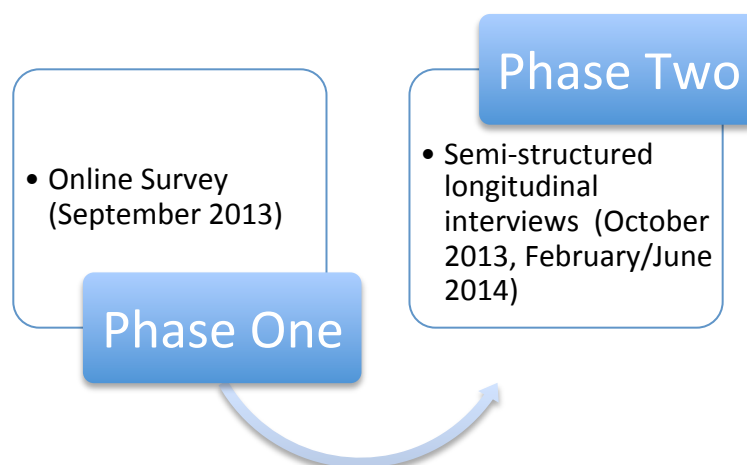 • Online Survey
(September 2013)
Phase One
Phase Two
• Semi-structured
longitudinal
interviews (October
2013, February/June
2014)